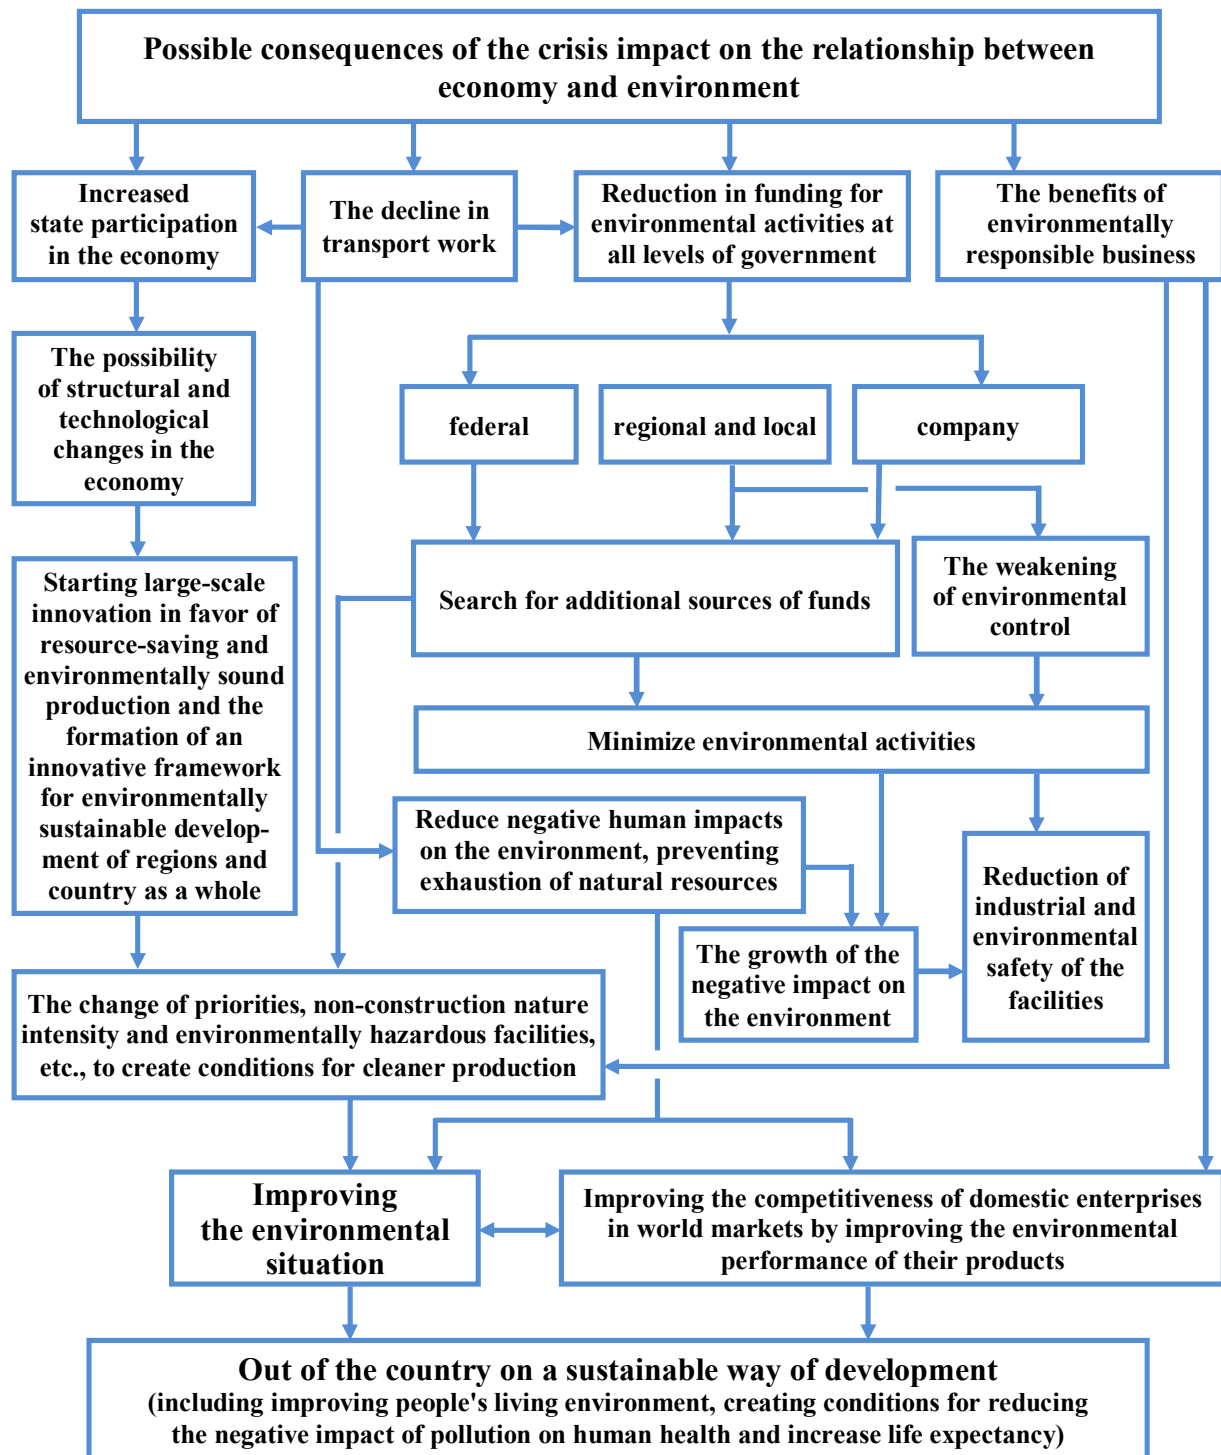 Possible consequences of the crisis impact on the relationship between
economy and environment
Increased
state participation
in the economy
The decline in
transport work
Reduction in funding for
environmental activities at
all levels of government
The benefits of
environmentally
responsible business
The possibility
of structural and
technological
changes in the
economy
federal
regional and local
company
Starting large-scale
innovation in favor of
resource-saving and
environmentally sound
production and the
formation of an
innovative framework
for environmentally
sustainable develop-
ment of regions and
country as a whole
Search for additional sources of funds
The weakening
of environmental
control
Minimize environmental activities
Reduce negative human impacts
on the environment, preventing
exhaustion of natural resources
Reduction of
industrial and
environmental
safety of the
facilities
The growth of the
negative impact on
the environment
The change of priorities, non-construction nature
intensity and environmentally hazardous facilities,
etc., to create conditions for cleaner production
Improving
the environmental
situation
Improving the competitiveness of domestic enterprises
in world markets by improving the environmental
performance of their products
Out of the country on a sustainable way of development
(including improving people's living environment, creating conditions for reducing
the negative impact of pollution on human health and increase life expectancy)